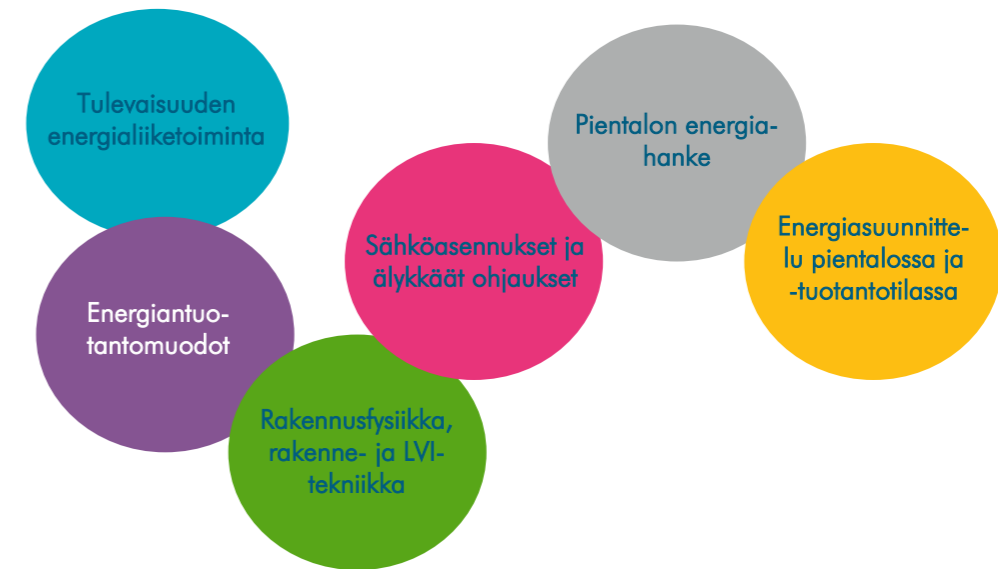 Tulevaisuuden
energialiiketoiminta
Energiantuo-
tantomuodot
Rakennusfysiikka,
rakenne- ja LVI-
tekniikka
Sähköasennukset ja
älykkäät ohjaukset
Pientalon energia-
hanke
Energiasuunnitte-
lu pientalossa ja
-tuotantotilassa